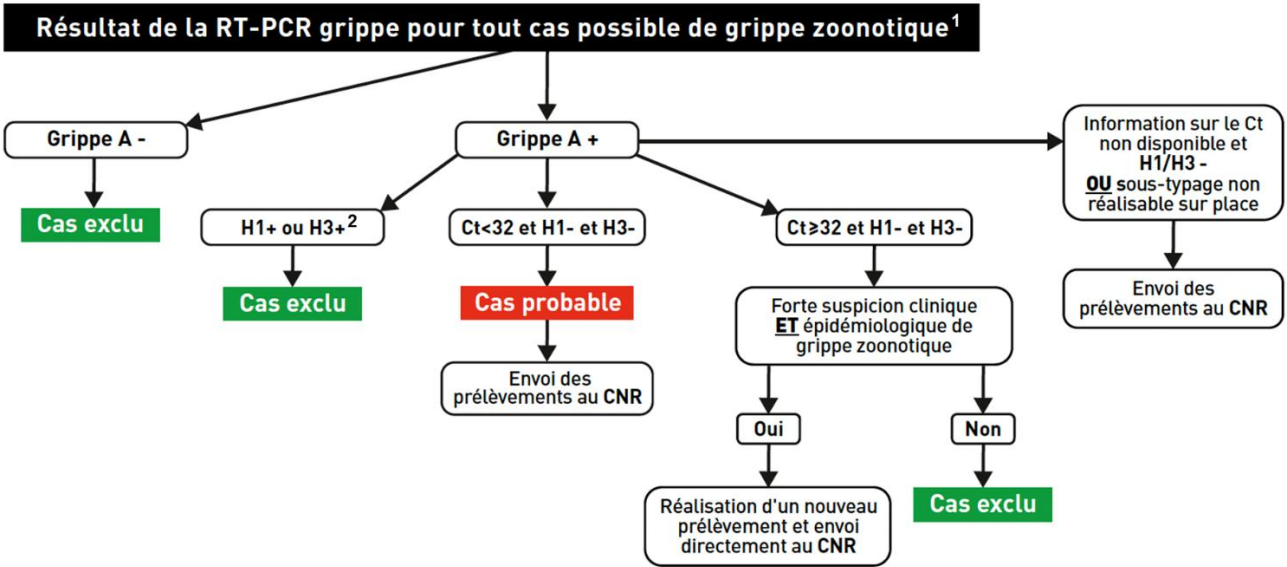 Résultat de la RT-PCR grippe pour tout cas possible de grippe zoonotique¹
Grippe A -
Cas exclu
Grippe A +
H1+ ou H3+²
Cas exclu
Ct<32 et H1- et H3-
Cas probable
Envoi des
prélèvements au CNR
Ct≥32 et H1- et H3-
Forte suspicion clinique
ET épidémiologique de
grippe zoonotique
Oui
Réalisation d'un nouveau
prélèvement et envoi
directement au CNR
Non
Cas exclu
Information sur le Ct
non disponible et
H1/H3 -
OU sous-typage non
réalisable sur place
Envoi des
prélèvements au CNR